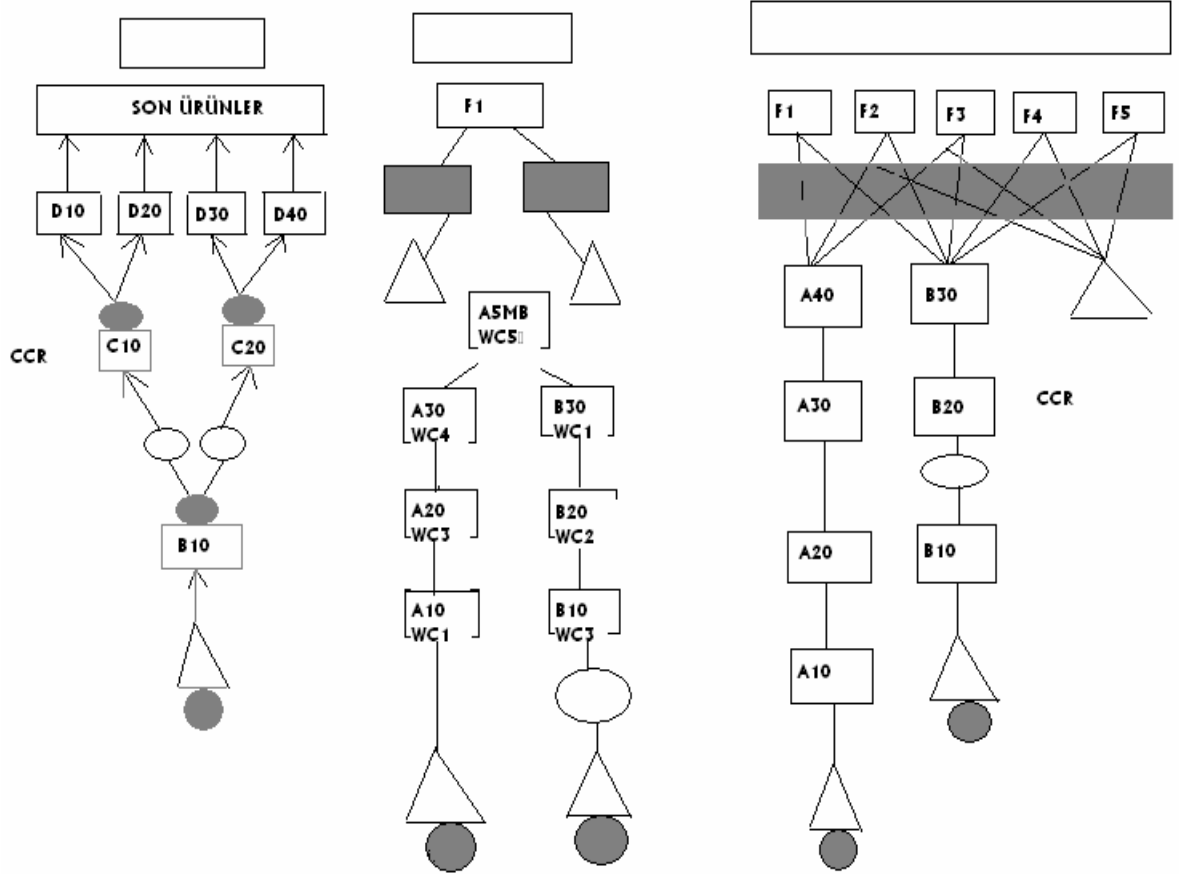 SON ÜRÜNLER
D10
D20
D30
D40
C10
C20
CCR
B10
F1
A5MB
WC5
A30
WC4
B30
WC1
A20
WC3
B20
WC2
A10
WC1
B10
WC3
F1
F2
F3
F4
F5
A40
B30
A30
B20
CCR
A20
B10
A10